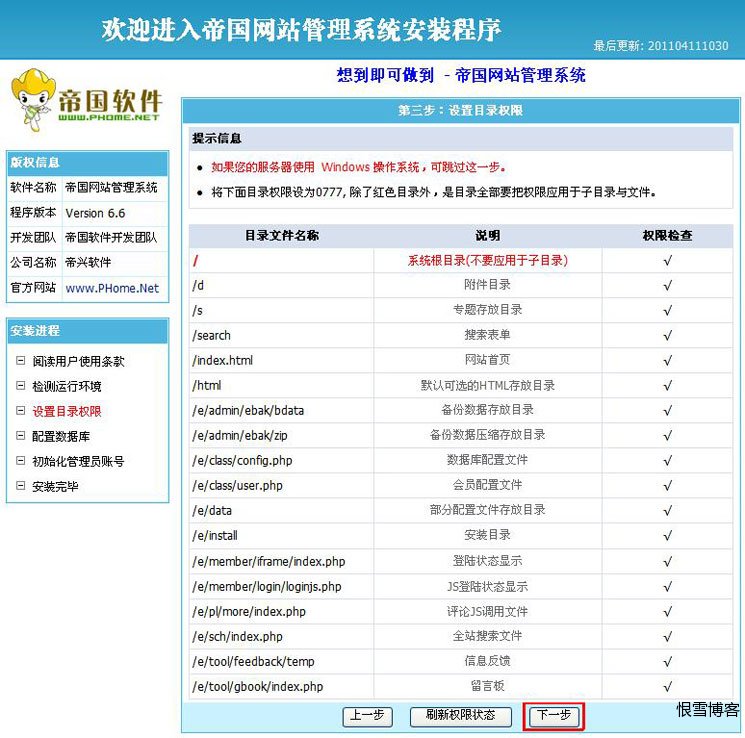 欢迎进入帝国网站管理系统安装程序
最后更新: 201104111030
帝国软件
WWW.PHOME.NET
想到即可做到 - 帝国网站管理系统
版权信息
软件名称 帝国网站管理系统
程序版本 Version 6.6
开发团队 帝国软件开发团队
公司名称 帝兴软件
官方网站 www.PHome.Net
安装进程
阅读用户使用条款
检测运行环境
设置目录权限
配置数据库
初始化管理员账号
安装完毕
第三步：设置目录权限
提示信息
如果您的服务器使用 Windows 操作系统，可跳过这一步。
将下面目录权限设为0777, 除了红色目录外，是目录全部要把权限应用于子目录与文件。
目录文件名称 说明 权限检查
/ 系统根目录(不要应用于子目录) √
/d 附件目录 √
/s 专题存放目录 √
/search 搜索表单 √
/index.html 网站首页 √
/html 默认可选的HTML存放目录 √
/e/admin/ebak/bdata 备份数据存放目录 √
/e/admin/ebak/zip 备份数据压缩存放目录 √
/e/class/config.php 数据库配置文件 √
/e/class/user.php 会员配置文件 √
/e/data 部分配置文件存放目录 √
/e/install 安装目录 √
/e/member/iframe/index.php 登陆状态显示 √
/e/member/login/loginjs.php JS登陆状态显示 √
/e/pl/more/index.php 评论JS调用文件 √
/e/sch/index.php 全站搜索文件 √
/e/tool/feedback/temp 信息反馈 √
/e/tool/gbook/index.php 留言板 √
上一步 刷新权限状态 下一步
恨雪博客